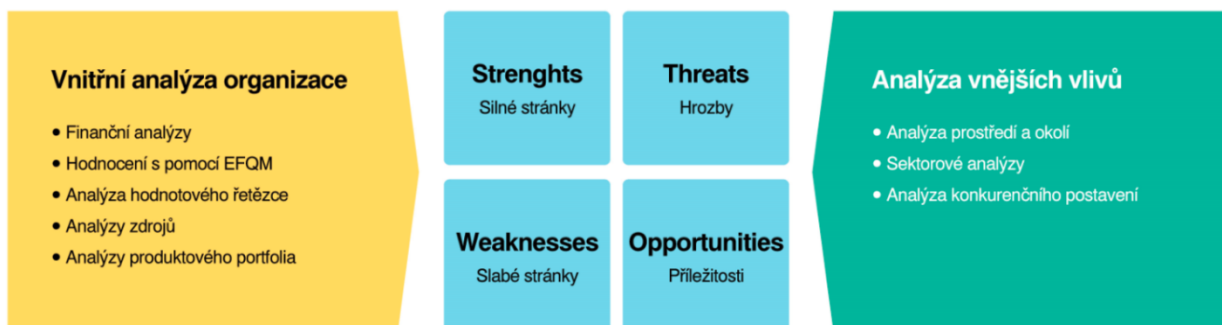 Vnitřní analýza organizace
• Finanční analýzy
• Hodnocení s pomocí EFQM
• Analýza hodnotového řetězce
• Analýzy zdrojů
• Analýzy produktového portfolia
Strenghts
Silné stránky
Threats
Hrozby
Weaknesses
Slabé stránky
Opportunities
Příležitosti
Analýza vnějších vlivů
• Analýza prostředí a okolí
• Sektorové analýzy
• Analýza konkurenčního postavení